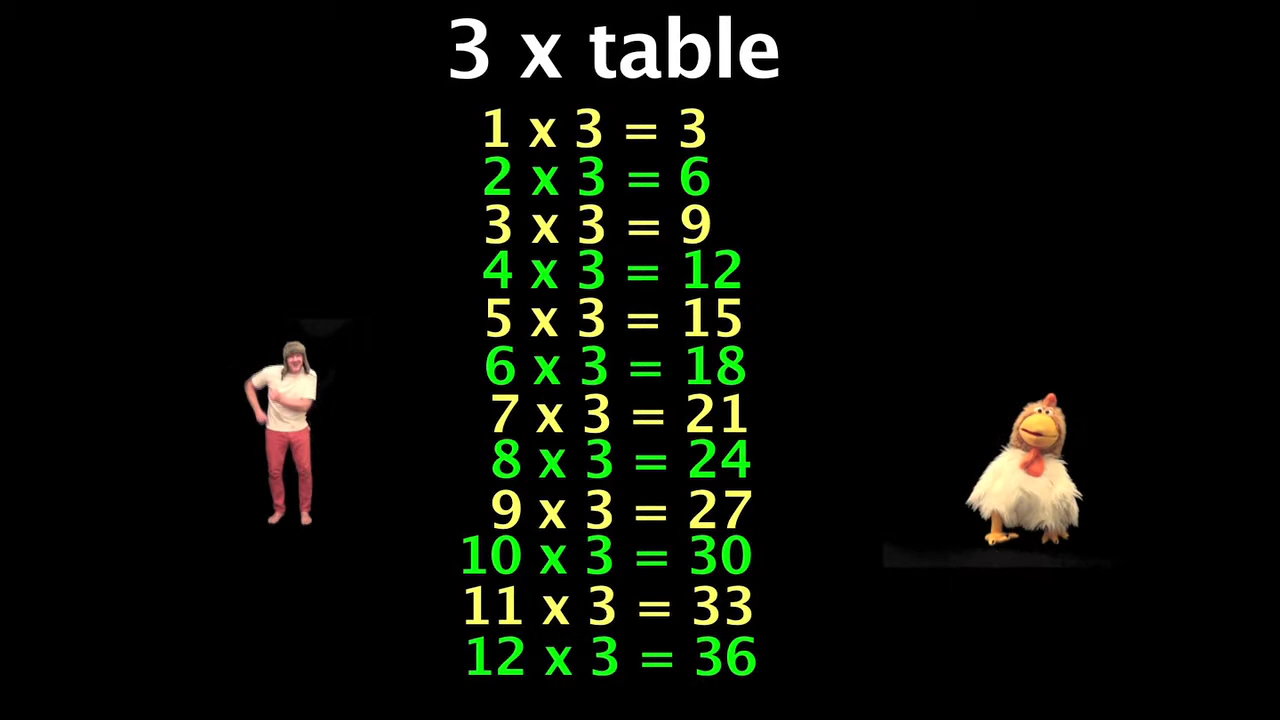 3 x table
1 x 3 = 3
2 x 3 = 6
3 x 3 = 9
4 x 3 = 12
5 x 3 = 15
6 x 3 = 18
7 x 3 = 21
8 x 3 = 24
9 x 3 = 27
10 x 3 = 30
11 x 3 = 33
12 x 3 = 36